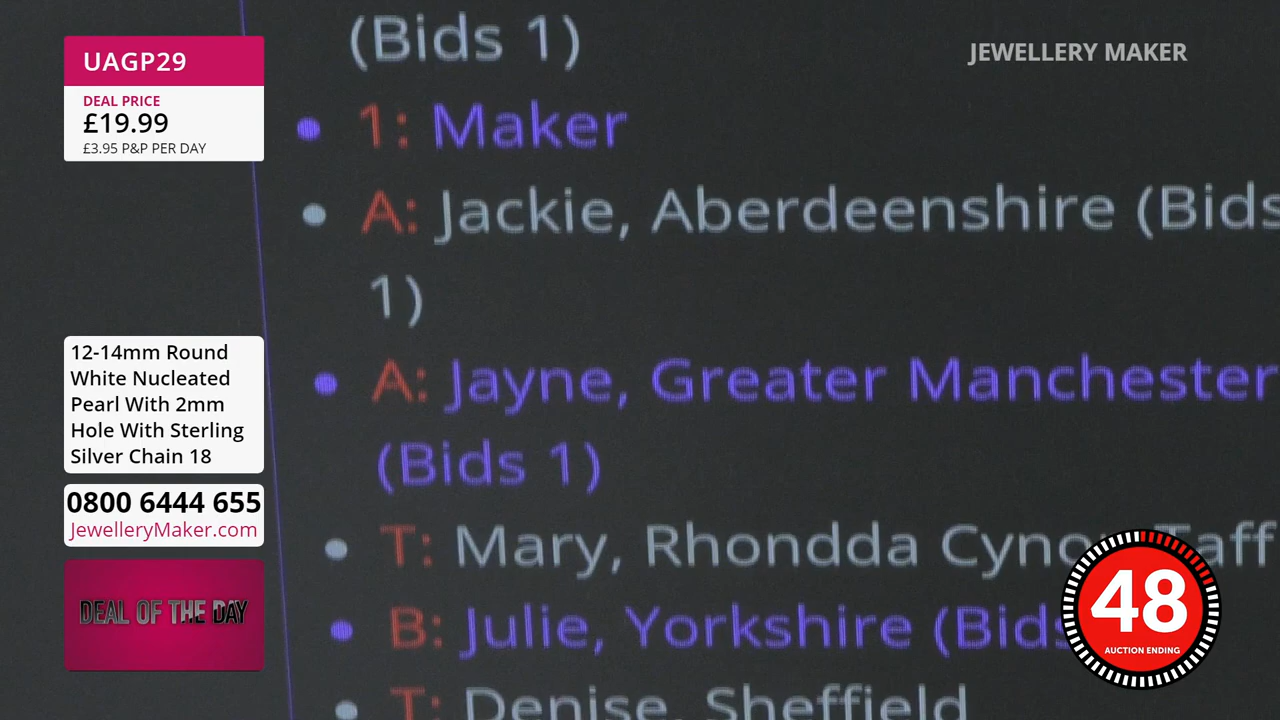 UAGP29
DEAL PRICE
£19.99
£3.95 P&P PER DAY
JEWELLERY MAKER
(Bids 1)
1: Maker
A: Jackie, Aberdeenshire (Bids
1)
A: Jayne, Greater Manchester
(Bids 1)
T: Mary, Rhondda Cynon Taff
B: Julie, Yorkshire (Bids
T: Denise, Sheffield
12-14mm Round
White Nucleated
Pearl With 2mm
Hole With Sterling
Silver Chain 18
0800 6444 655
JewelleryMaker.com
DEAL OF THE DAY
48
AUCTION ENDING